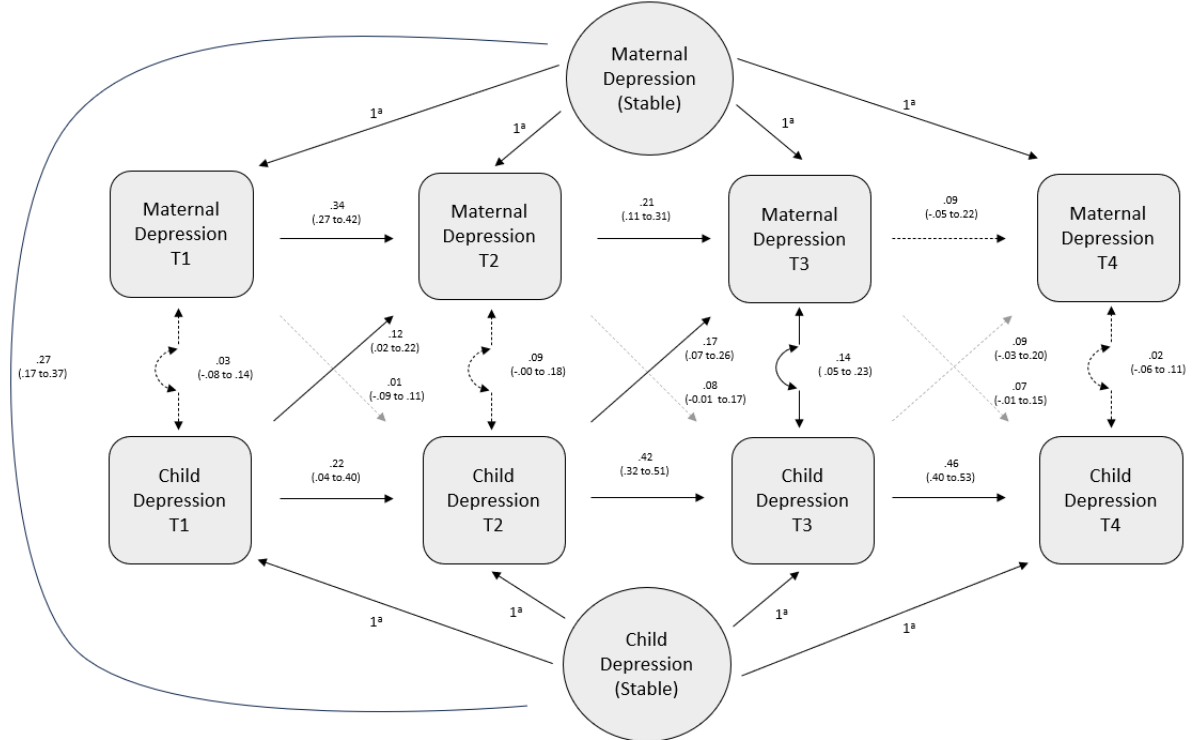 Maternal
Depression
(Stable)
1ª
1ª
1ª
1ª
Maternal
Depression
T1
.34
(.27 to.42)
Maternal
Depression
T2
.21
(.11 to.31)
Maternal
Depression
T3
.09
(-.05 to.22)
Maternal
Depression
T4
.27
(.17 to.37)
.03
(-.08 to .14)
.12
(.02 to.22)
.01
(-.09 to .11)
.09
(-.00 to .18)
.17
(.07 to.26)
.08
(-0.01 to.17)
.14
( .05 to .23)
.09
(-.03 to.20)
.07
(-.01 to.15)
.02
(-.06 to .11)
Child
Depression
T1
.22
(.04 to.40)
Child
Depression
T2
.42
(.32 to.51)
Child
Depression
T3
.46
(.40 to.53)
Child
Depression
T4
1ª
1ª
1ª
1ª
Child
Depression
(Stable)